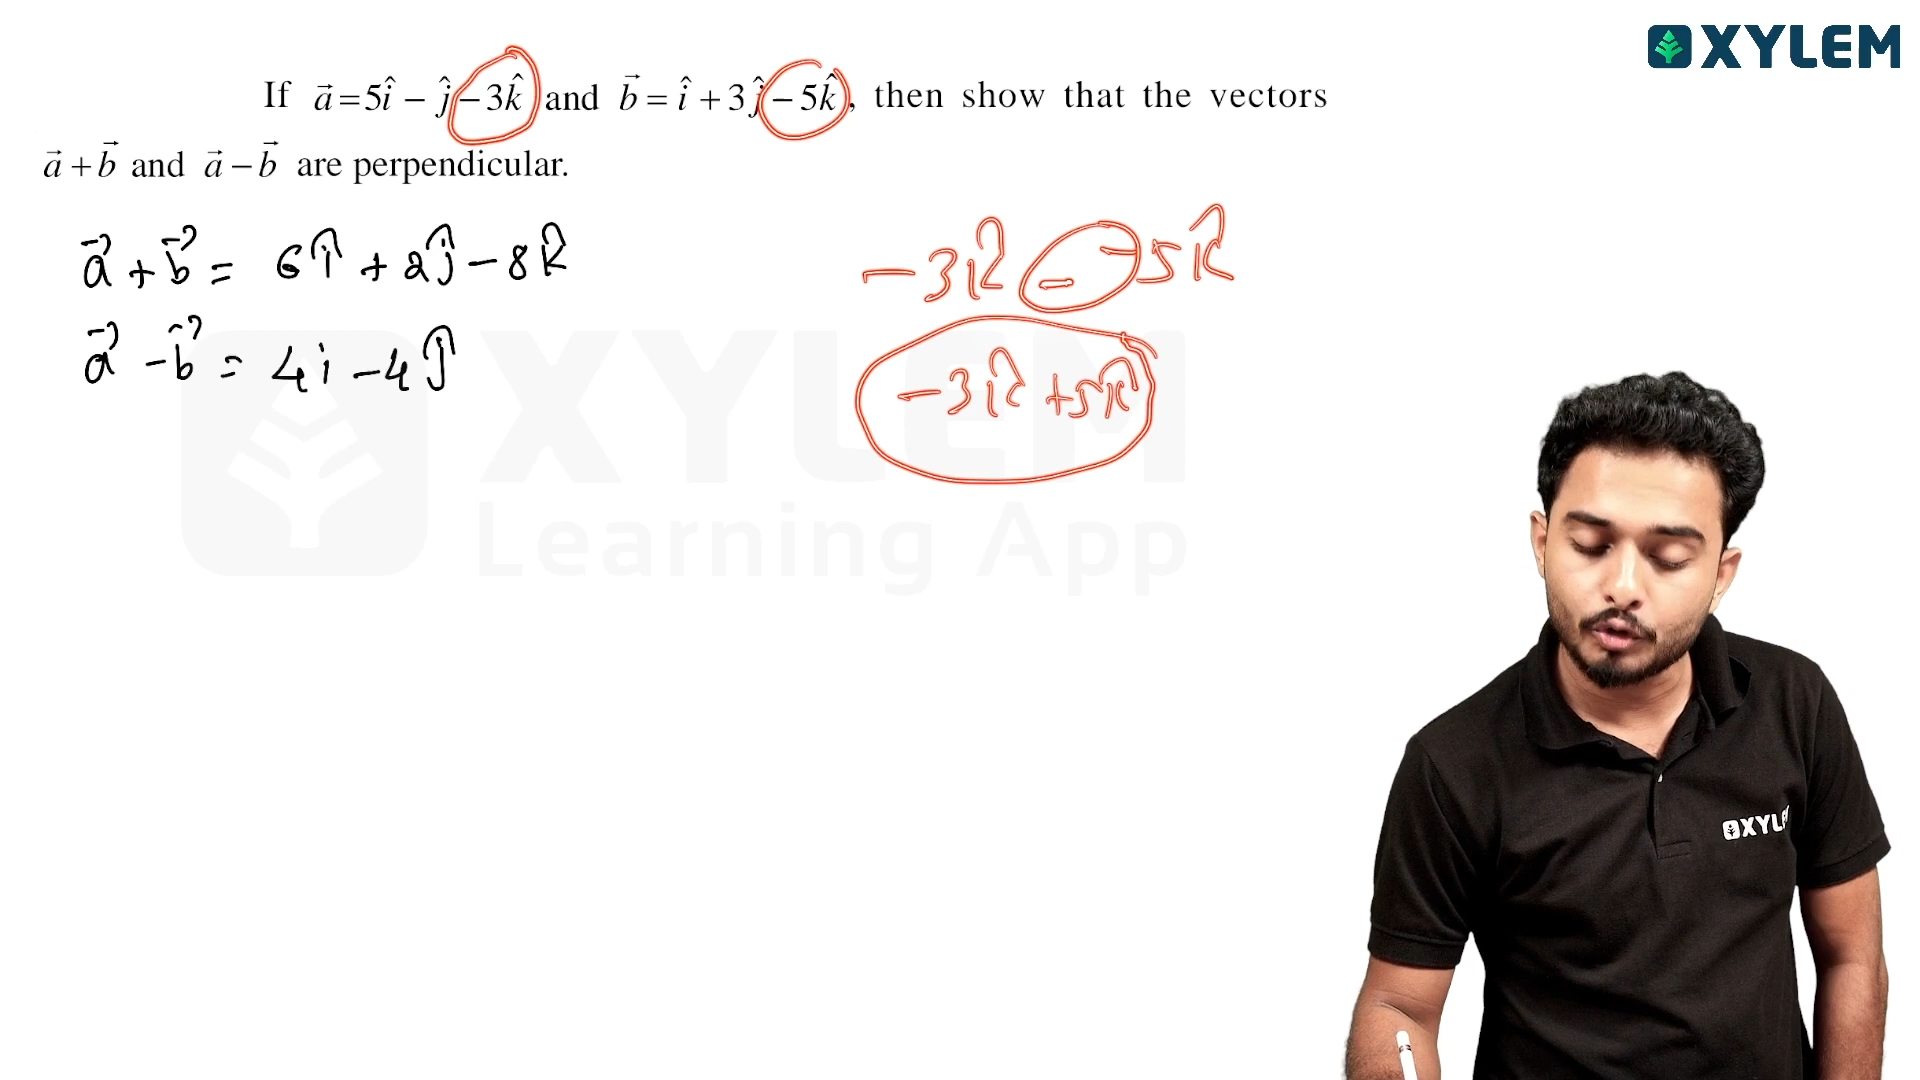 XYLEM
If a⃗ = 5î − ĵ − 3k̂ and b⃗ = î + 3ĵ − 5k̂, then show that the vectors
a⃗ + b⃗ and a⃗ − b⃗ are perpendicular.
a⃗ + b⃗ = 6î + 2ĵ − 8k̂
a⃗ − b⃗ = 4i − 4ĵ
−3k̂ − −5k̂
−3k̂ + 5k̂
XYLEM
Learning App
XYLE